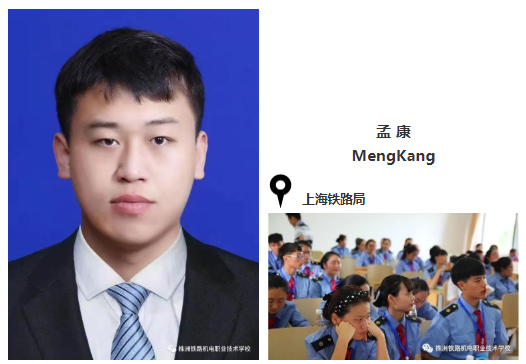 孟 康
MengKang
上海铁路局
株洲铁路机电职业技术学校
株洲铁路机电职业技术学校